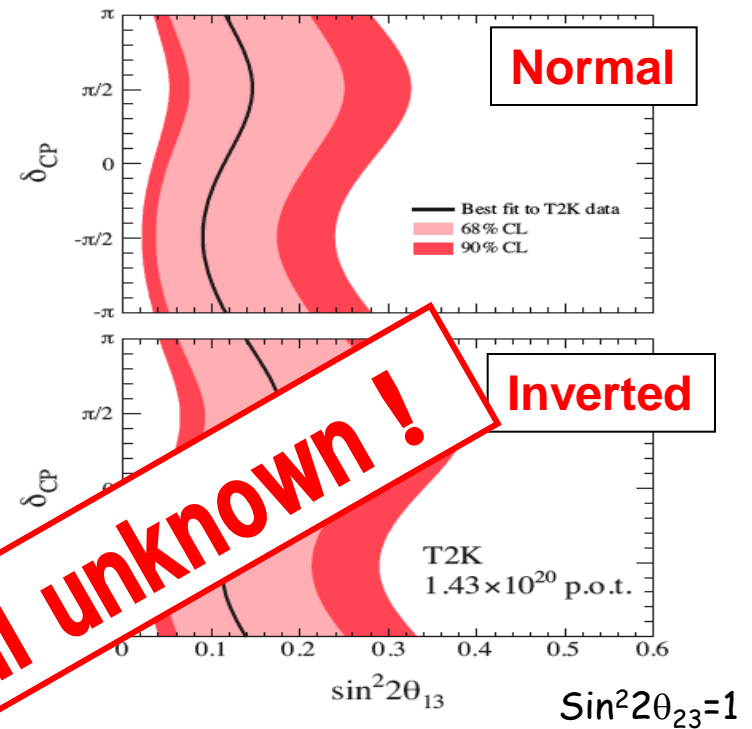 π
Normal
π/2
δCP
0
Best fit to T2K data
68% CL
90% CL
-π/2
-π
π
Inverted
π/2
δCP
unknown !
T2K
1.43×10²⁰ p.o.t.
0 0.1 0.2 0.3 0.4 0.5 0.6
sin²2θ₁₃
Sin²2θ₂₃=1